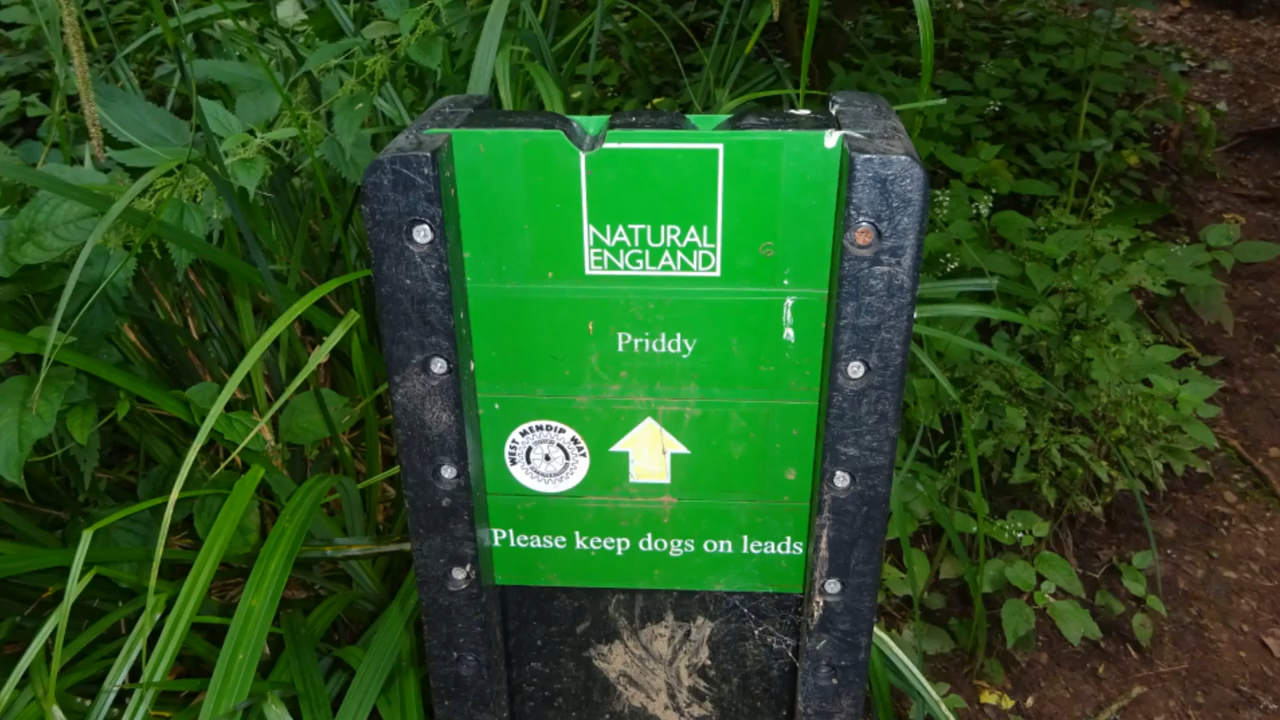 NATURAL
ENGLAND
Priddy
WEST MENDIP WAY
Please keep dogs on leads